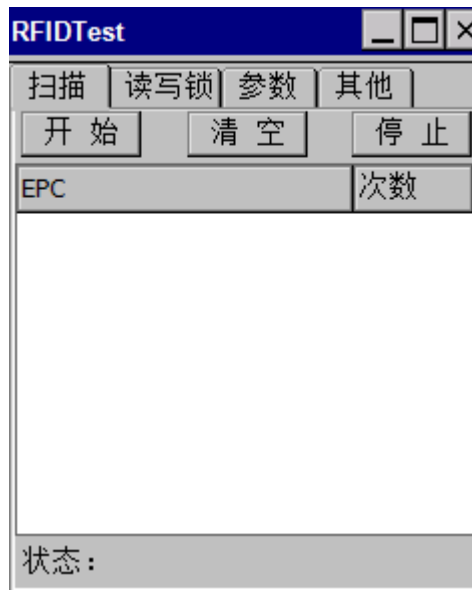 RFIDTest
扫描 读写锁 参数 其他
开 始 清 空 停 止
EPC 次数
状态：